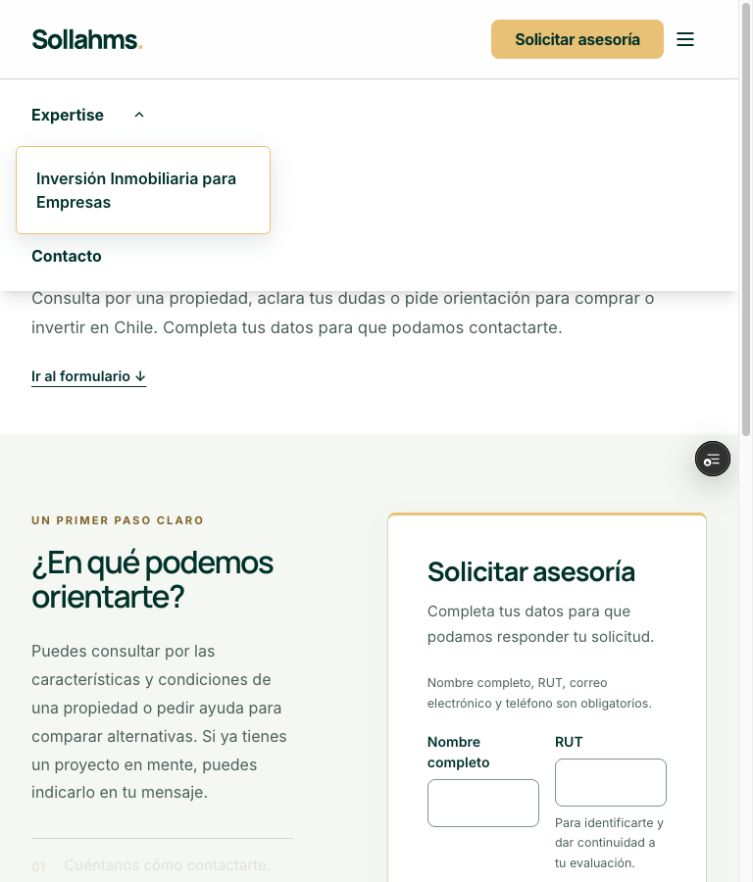 Sollahms.
Solicitar asesoría
Expertise
Inversión Inmobiliaria para
Empresas
Contacto
Consulta por una propiedad, aclara tus dudas o pide orientación para comprar o
invertir en Chile. Completa tus datos para que podamos contactarte.
Ir al formulario ↓
UN PRIMER PASO CLARO
¿En qué podemos
orientarte?
Puedes consultar por las
características y condiciones de
una propiedad o pedir ayuda para
comparar alternativas. Si ya tienes
un proyecto en mente, puedes
indicarlo en tu mensaje.
01 Cuéntanos cómo contactarte.
Solicitar asesoría
Completa tus datos para que
podamos responder tu solicitud.
Nombre completo, RUT, correo
electrónico y teléfono son obligatorios.
Nombre
completo
RUT
Para identificarte y
dar continuidad a
tu evaluación.